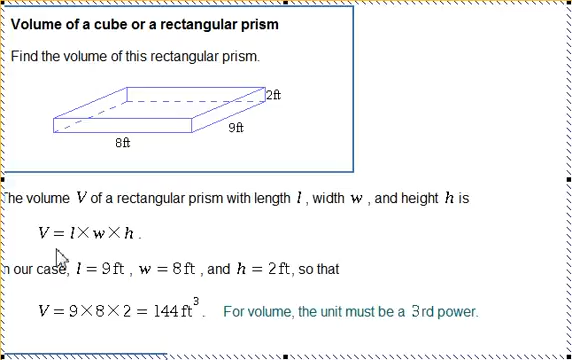 Volume of a cube or a rectangular prism
Find the volume of this rectangular prism.
2ft
9ft
8ft
The volume V of a rectangular prism with length l , width w , and height h is
V = l × w × h .
n our case, l = 9 ft , w = 8 ft , and h = 2 ft, so that
V = 9 × 8 × 2 = 144 ft³ . For volume, the unit must be a 3rd power.